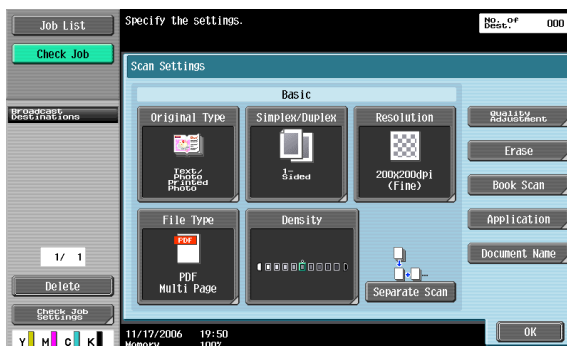 Job List
Check Job
Broadcast
Destinations
1/ 1
Delete
Check Job
Settings
Y M C K
Specify the settings.
No. of
Dest.
000
Scan Settings
Basic
Original Type
Text/
Photo
Printed
Photo
Simplex/Duplex
1-
Sided
Resolution
200X200dpi
(Fine)
File Type
PDF
PDF
Multi Page
Density
Separate Scan
Quality
Adjustment
Erase
Book Scan
Application
Document Name
11/17/2006 19:50
Memory 100%
OK